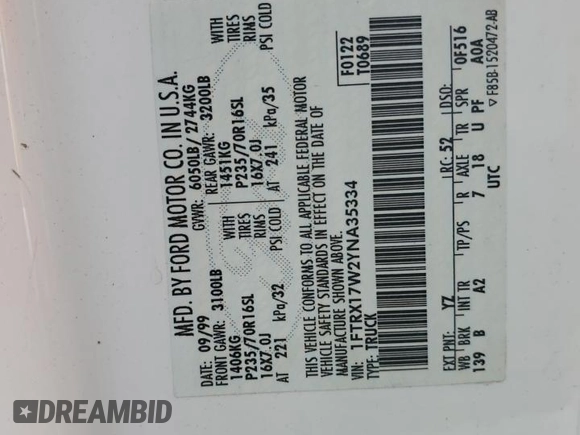 MFD. BY FORD MOTOR CO. IN U.S.A.
DATE: 09/99 GVWR: 6050LB / 2744KG
FRONT GAWR: 3100LB REAR GAWR: 3200LB
1406KG WITH 1451KG WITH
P235/70R16SL TIRES P235/70R16SL TIRES
16X7.0J RIMS 16X7.0J RIMS
AT 221 kPa/32 PSI COLD AT 241 kPa/35 PSI COLD
THIS VEHICLE CONFORMS TO ALL APPLICABLE FEDERAL MOTOR
VEHICLE SAFETY STANDARDS IN EFFECT ON THE DATE OF
MANUFACTURE SHOWN ABOVE.
VIN: 1FTRX17W2YNA35334
TYPE: TRUCK
F0122
T0689
EXT PNT: YZ RC: 52 DSO: 0F516
WB BRK INT TR TP/PS R AXLE TR SPR A0A
139 B A2 7 18 U PF
UTC
▽ F85B-1520472-AB
DREAMBID